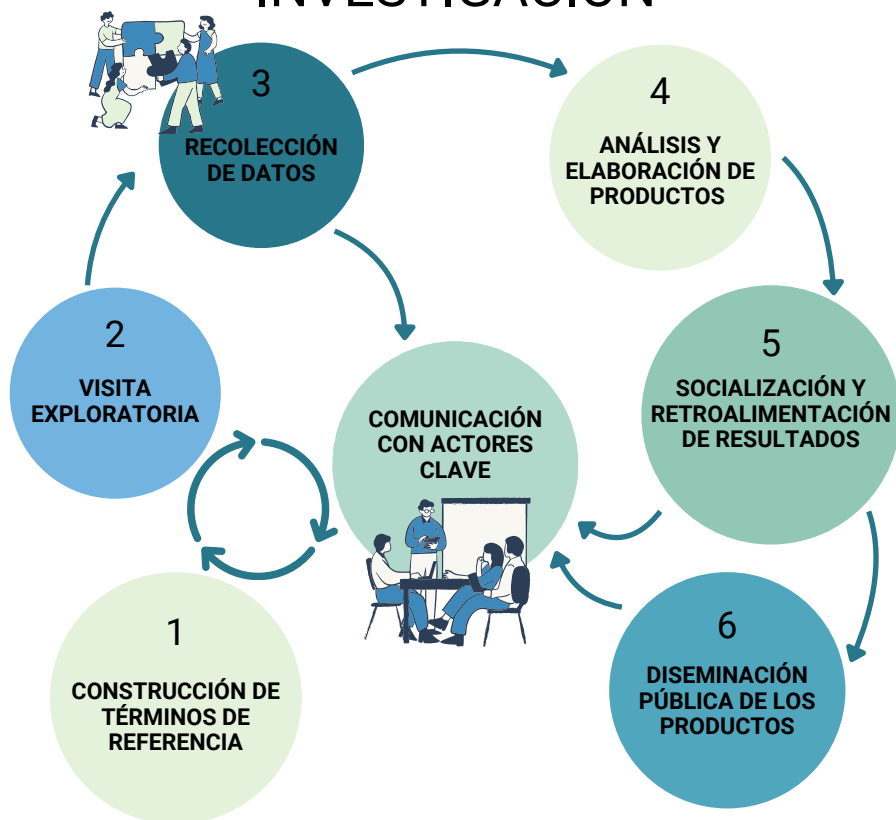 INVESTIGACIÓN
3
RECOLECCIÓN
DE DATOS
4
ANÁLISIS Y
ELABORACIÓN DE
PRODUCTOS
2
VISITA
EXPLORATORIA
5
SOCIALIZACIÓN Y
RETROALIMENTACIÓN
DE RESULTADOS
COMUNICACIÓN
CON ACTORES
CLAVE
1
CONSTRUCCIÓN DE
TÉRMINOS DE
REFERENCIA
6
DISEMINACIÓN
PÚBLICA DE LOS
PRODUCTOS